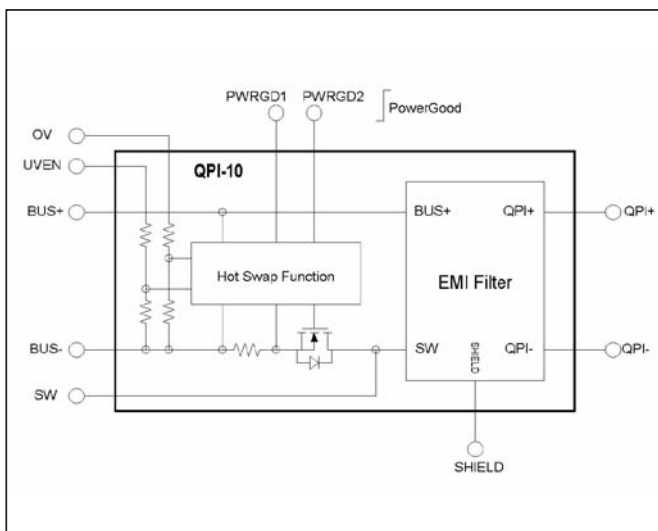 PWRGD1 PWRGD2
PowerGood
OV
UVEN
QPI-10
BUS+
BUS+ QPI+
QPI+
Hot Swap Function
EMI Filter
BUS-
SW
SHIELD
QPI-
QPI-
SW
SHIELD